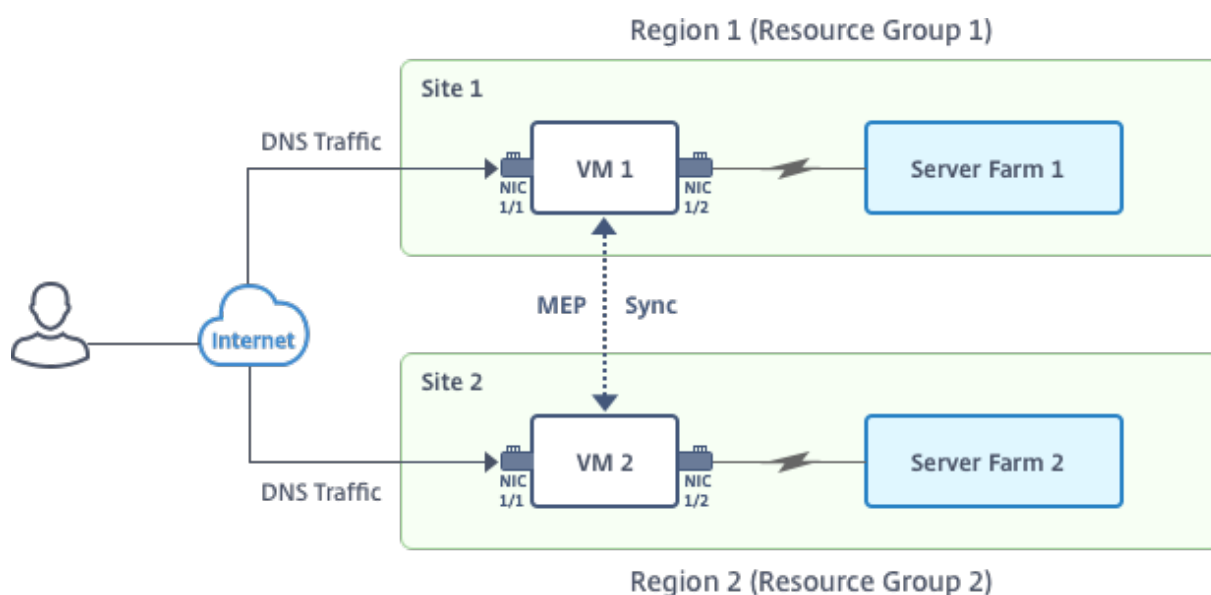 Region 1 (Resource Group 1)
Site 1
DNS Traffic
VM 1
NIC
1/1
NIC
1/2
Server Farm 1
MEP Sync
Internet
Site 2
VM 2
NIC
1/1
NIC
1/2
Server Farm 2
DNS Traffic
Region 2 (Resource Group 2)